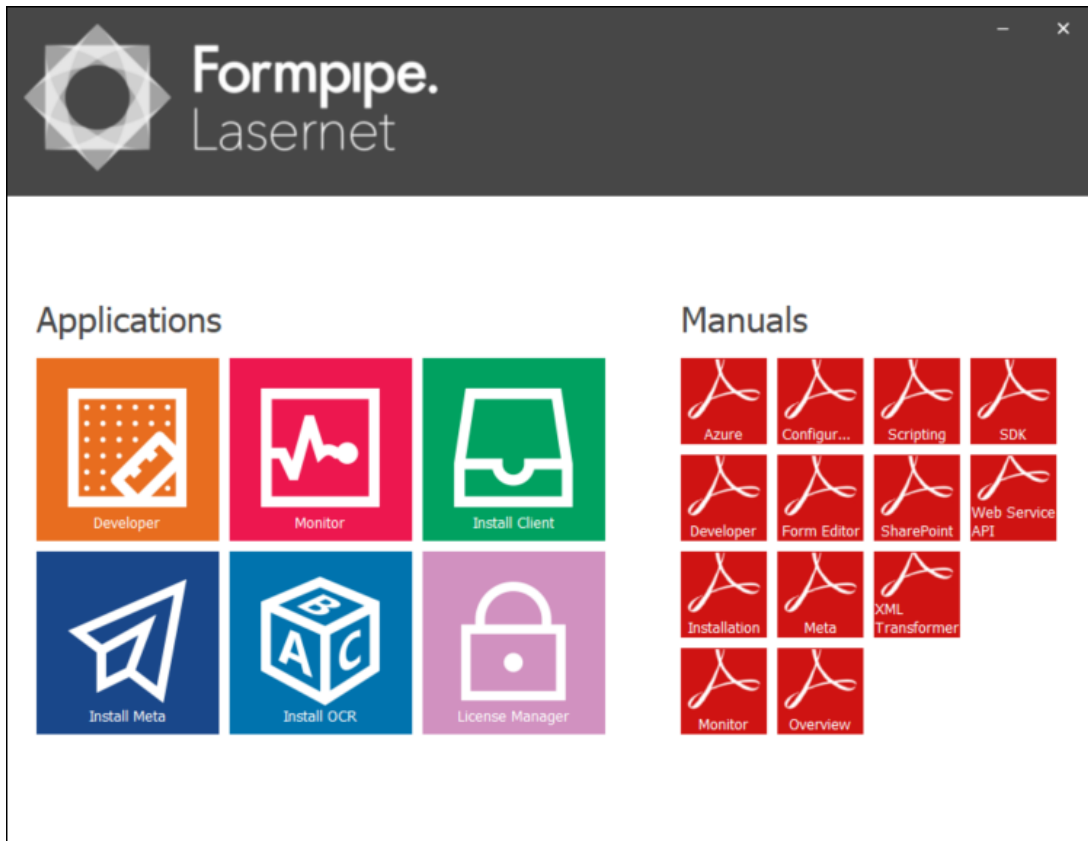 Formpipe.
Lasernet
Applications
Developer
Monitor
Install Client
Install Meta
B
A C
Install OCR
License Manager
Manuals
Azure
Configur...
Scripting
SDK
Developer
Form Editor
SharePoint
Web Service
API
Installation
Meta
XML
Transformer
Monitor
Overview